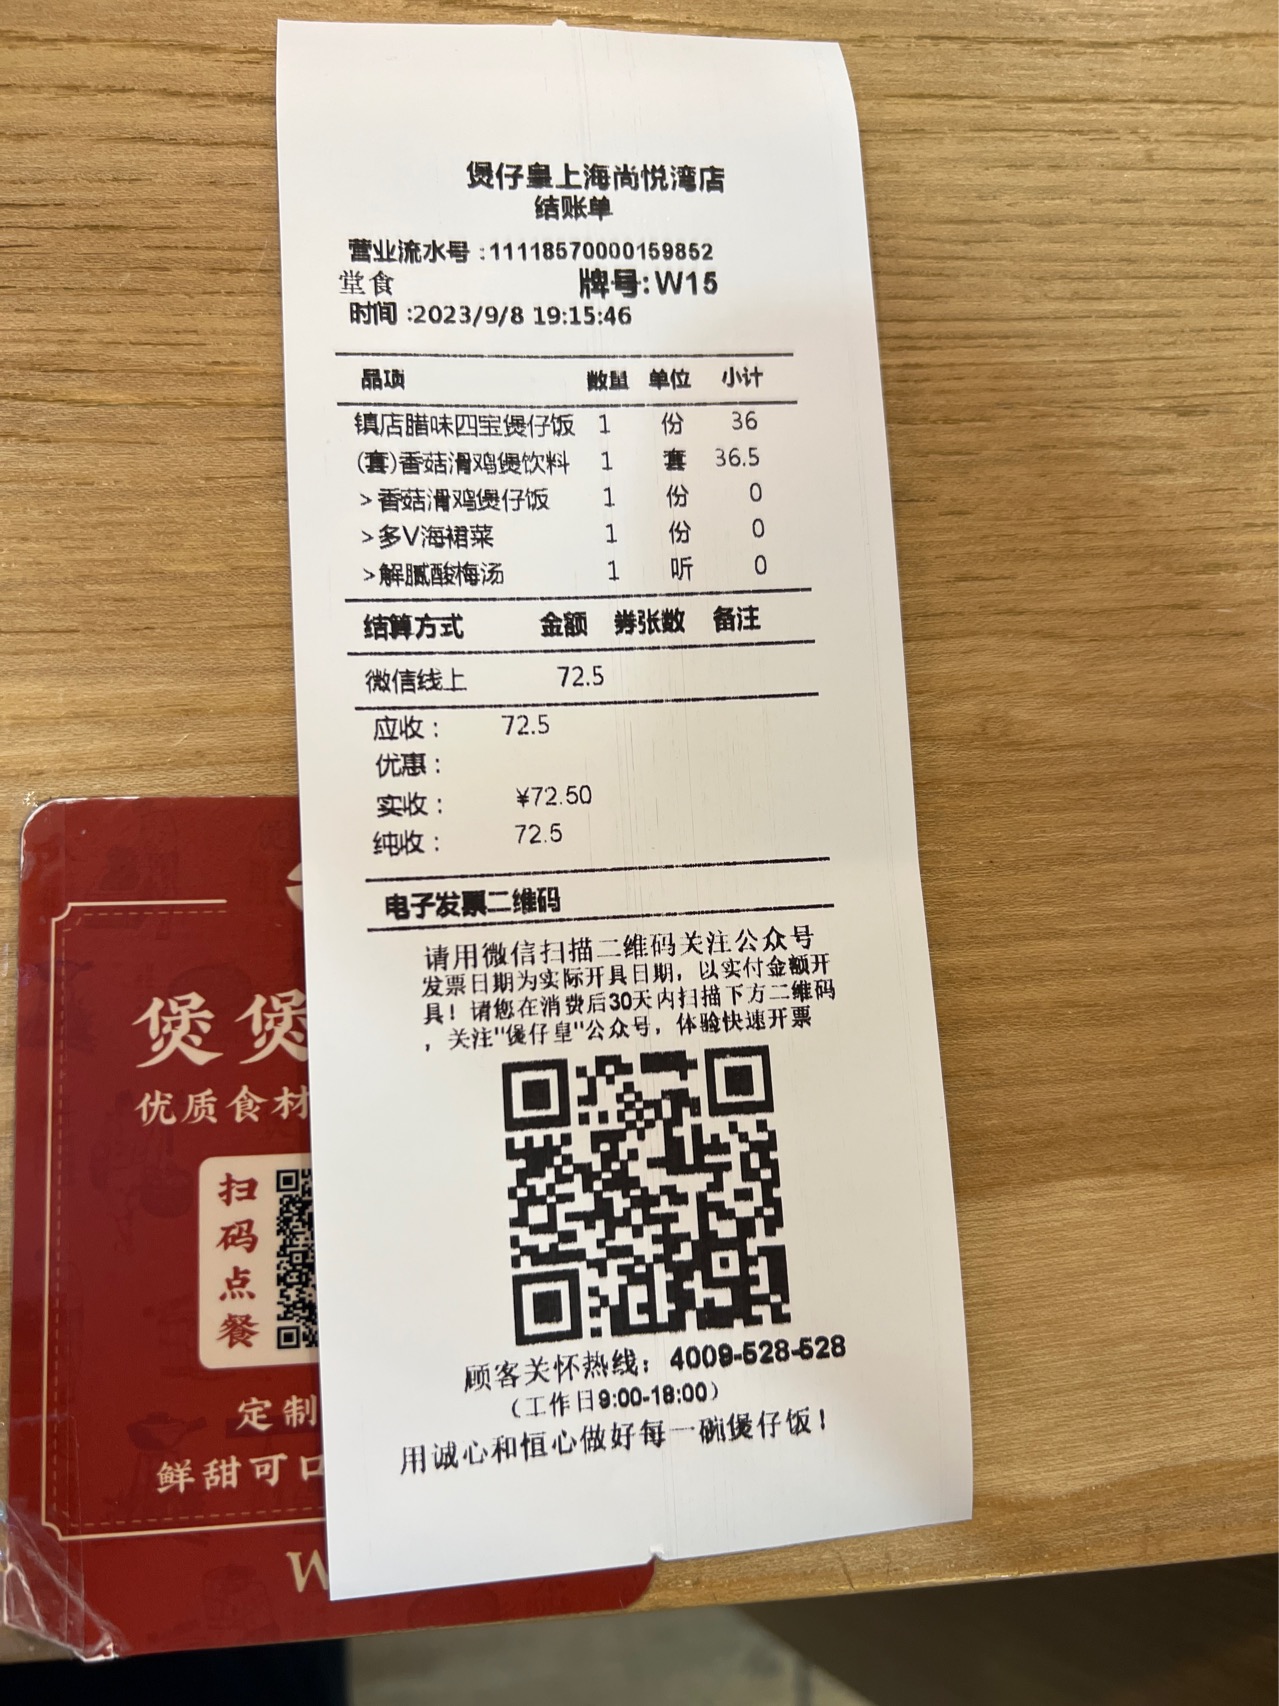 煲仔皇上海尚悦湾店
结账单
营业流水号:11118570000159852
堂食 牌号:W15
时间:2023/9/8 19:15:46
品项 数量 单位 小计
镇店腊味四宝煲仔饭 1 份 36
(套)香菇滑鸡煲饮料 1 套 36.5
>香菇滑鸡煲仔饭 1 份 0
>多V海裙菜 1 份 0
>解腻酸梅汤 1 听 0
结算方式 金额 券张数 备注
微信线上 72.5
应收: 72.5
优惠:
实收: ¥72.50
纯收: 72.5
电子发票二维码
请用微信扫描二维码关注公众号
发票日期为实际开具日期，以实付金额开
具！请您在消费后30天内扫描下方二维码
，关注"煲仔皇"公众号，体验快速开票
顾客关怀热线：4009-528-528
（工作日9:00-18:00）
用诚心和恒心做好每一碗煲仔饭！
煲煲
优质食材
扫码点餐
定制
鲜甜可口
W